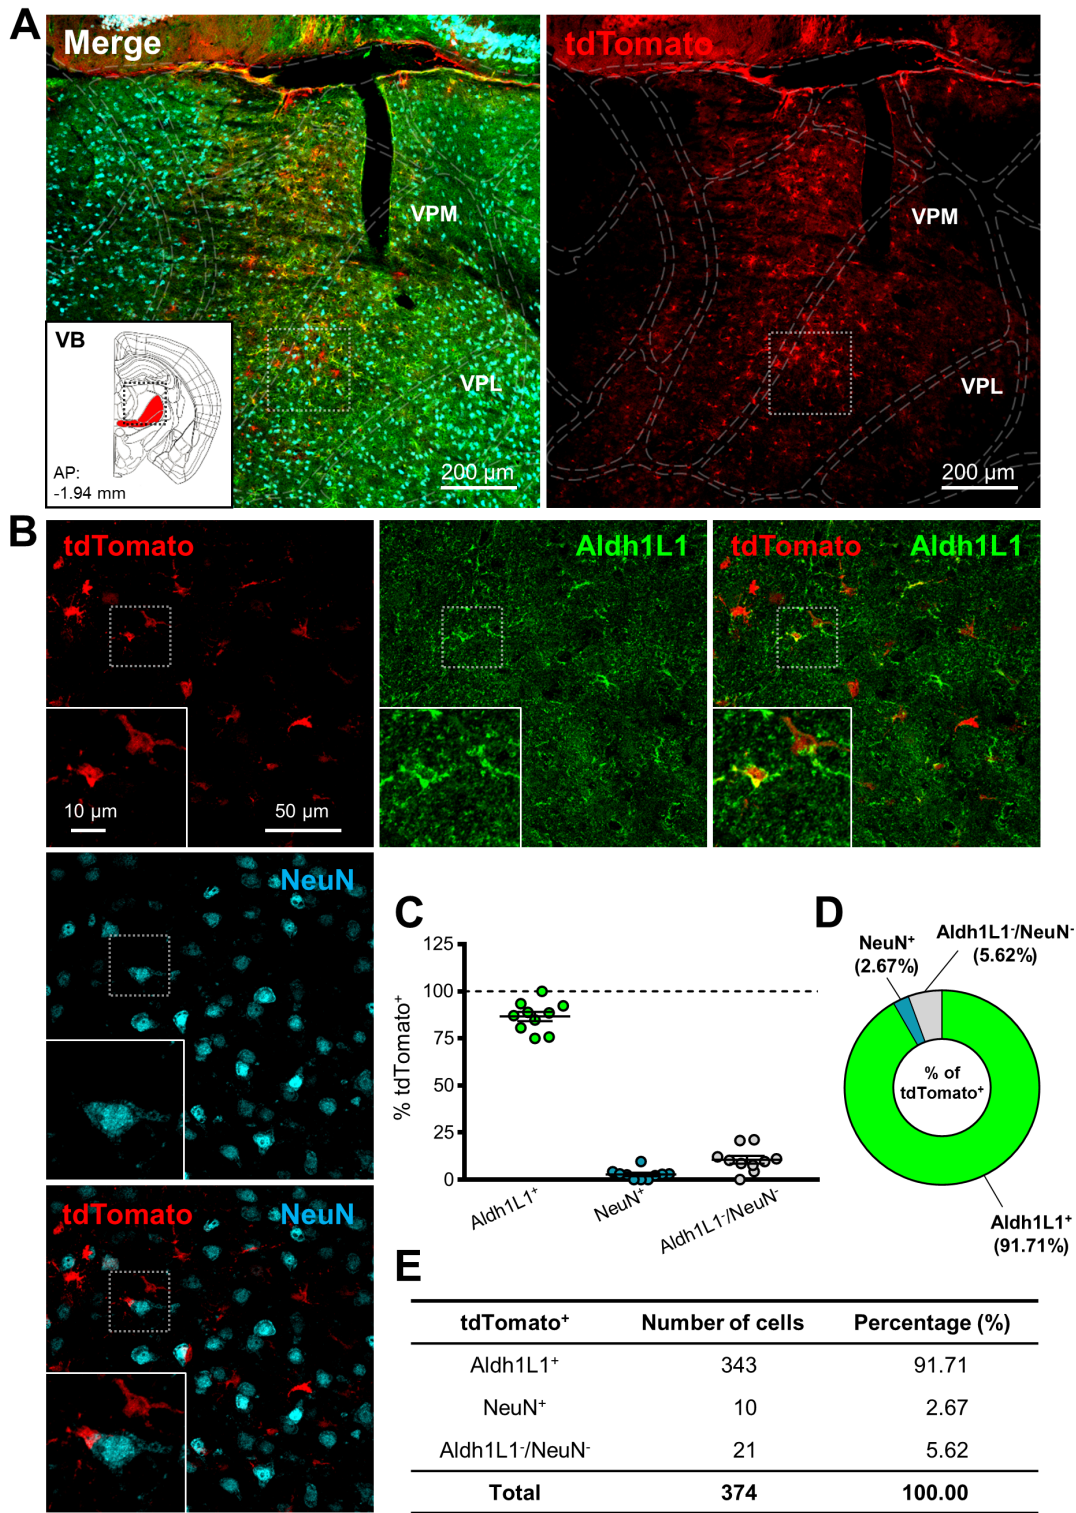 A
Merge
tdTomato
VPM
VPM
VB
VPL
VPL
AP:
-1.94 mm
200 µm
200 µm
B
tdTomato
Aldh1L1
tdTomato Aldh1L1
10 µm
50 µm
NeuN
tdTomato
NeuN
C
125
100
75
50
25
0
% tdTomato⁺
Aldh1L1⁺
NeuN⁺
Aldh1L1⁻/NeuN⁻
D
NeuN⁺
(2.67%)
Aldh1L1⁻/NeuN⁻
(5.62%)
% of
tdTomato⁺
Aldh1L1⁺
(91.71%)
E
tdTomato⁺ Number of cells Percentage (%)
Aldh1L1⁺ 343 91.71
NeuN⁺ 10 2.67
Aldh1L1⁻/NeuN⁻ 21 5.62
Total 374 100.00